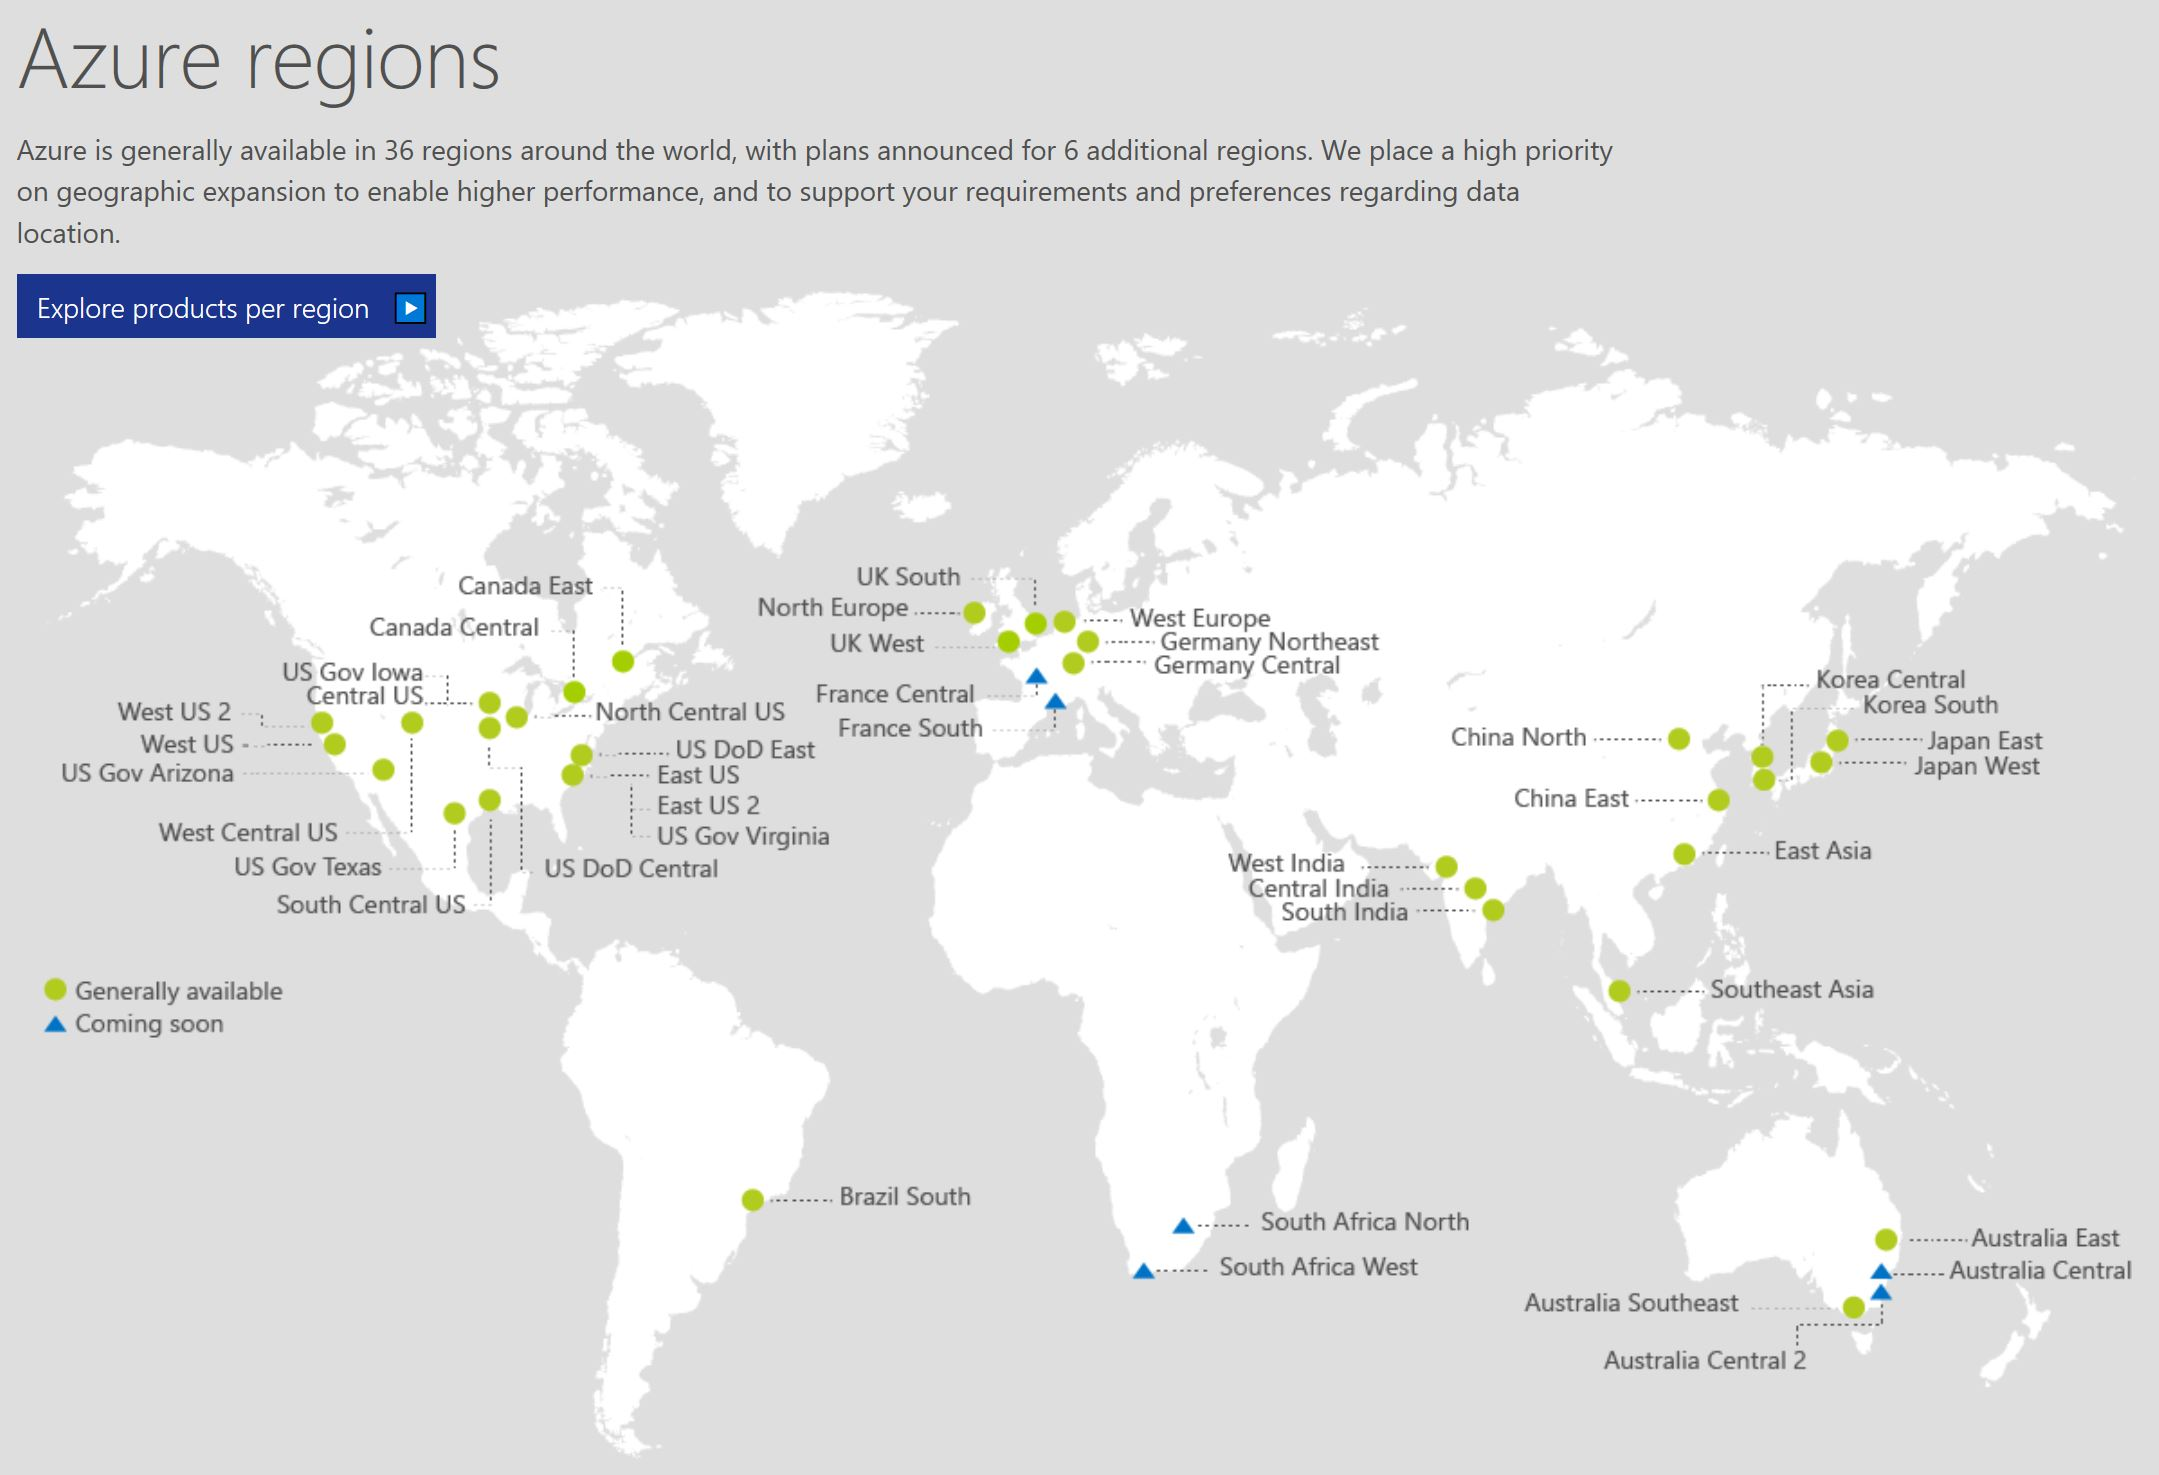 Azure regions
Azure is generally available in 36 regions around the world, with plans announced for 6 additional regions. We place a high priority
on geographic expansion to enable higher performance, and to support your requirements and preferences regarding data
location.
Explore products per region
Canada East
Canada Central
US Gov Iowa
Central US
West US 2
West US
US Gov Arizona
West Central US
US Gov Texas
South Central US
North Central US
US DoD East
East US
East US 2
US Gov Virginia
US DoD Central
UK South
North Europe
UK West
France Central
France South
West Europe
Germany Northeast
Germany Central
Korea Central
Korea South
China North
Japan East
Japan West
China East
East Asia
West India
Central India
South India
Southeast Asia
Generally available
Coming soon
Brazil South
South Africa North
South Africa West
Australia East
Australia Central
Australia Southeast
Australia Central 2